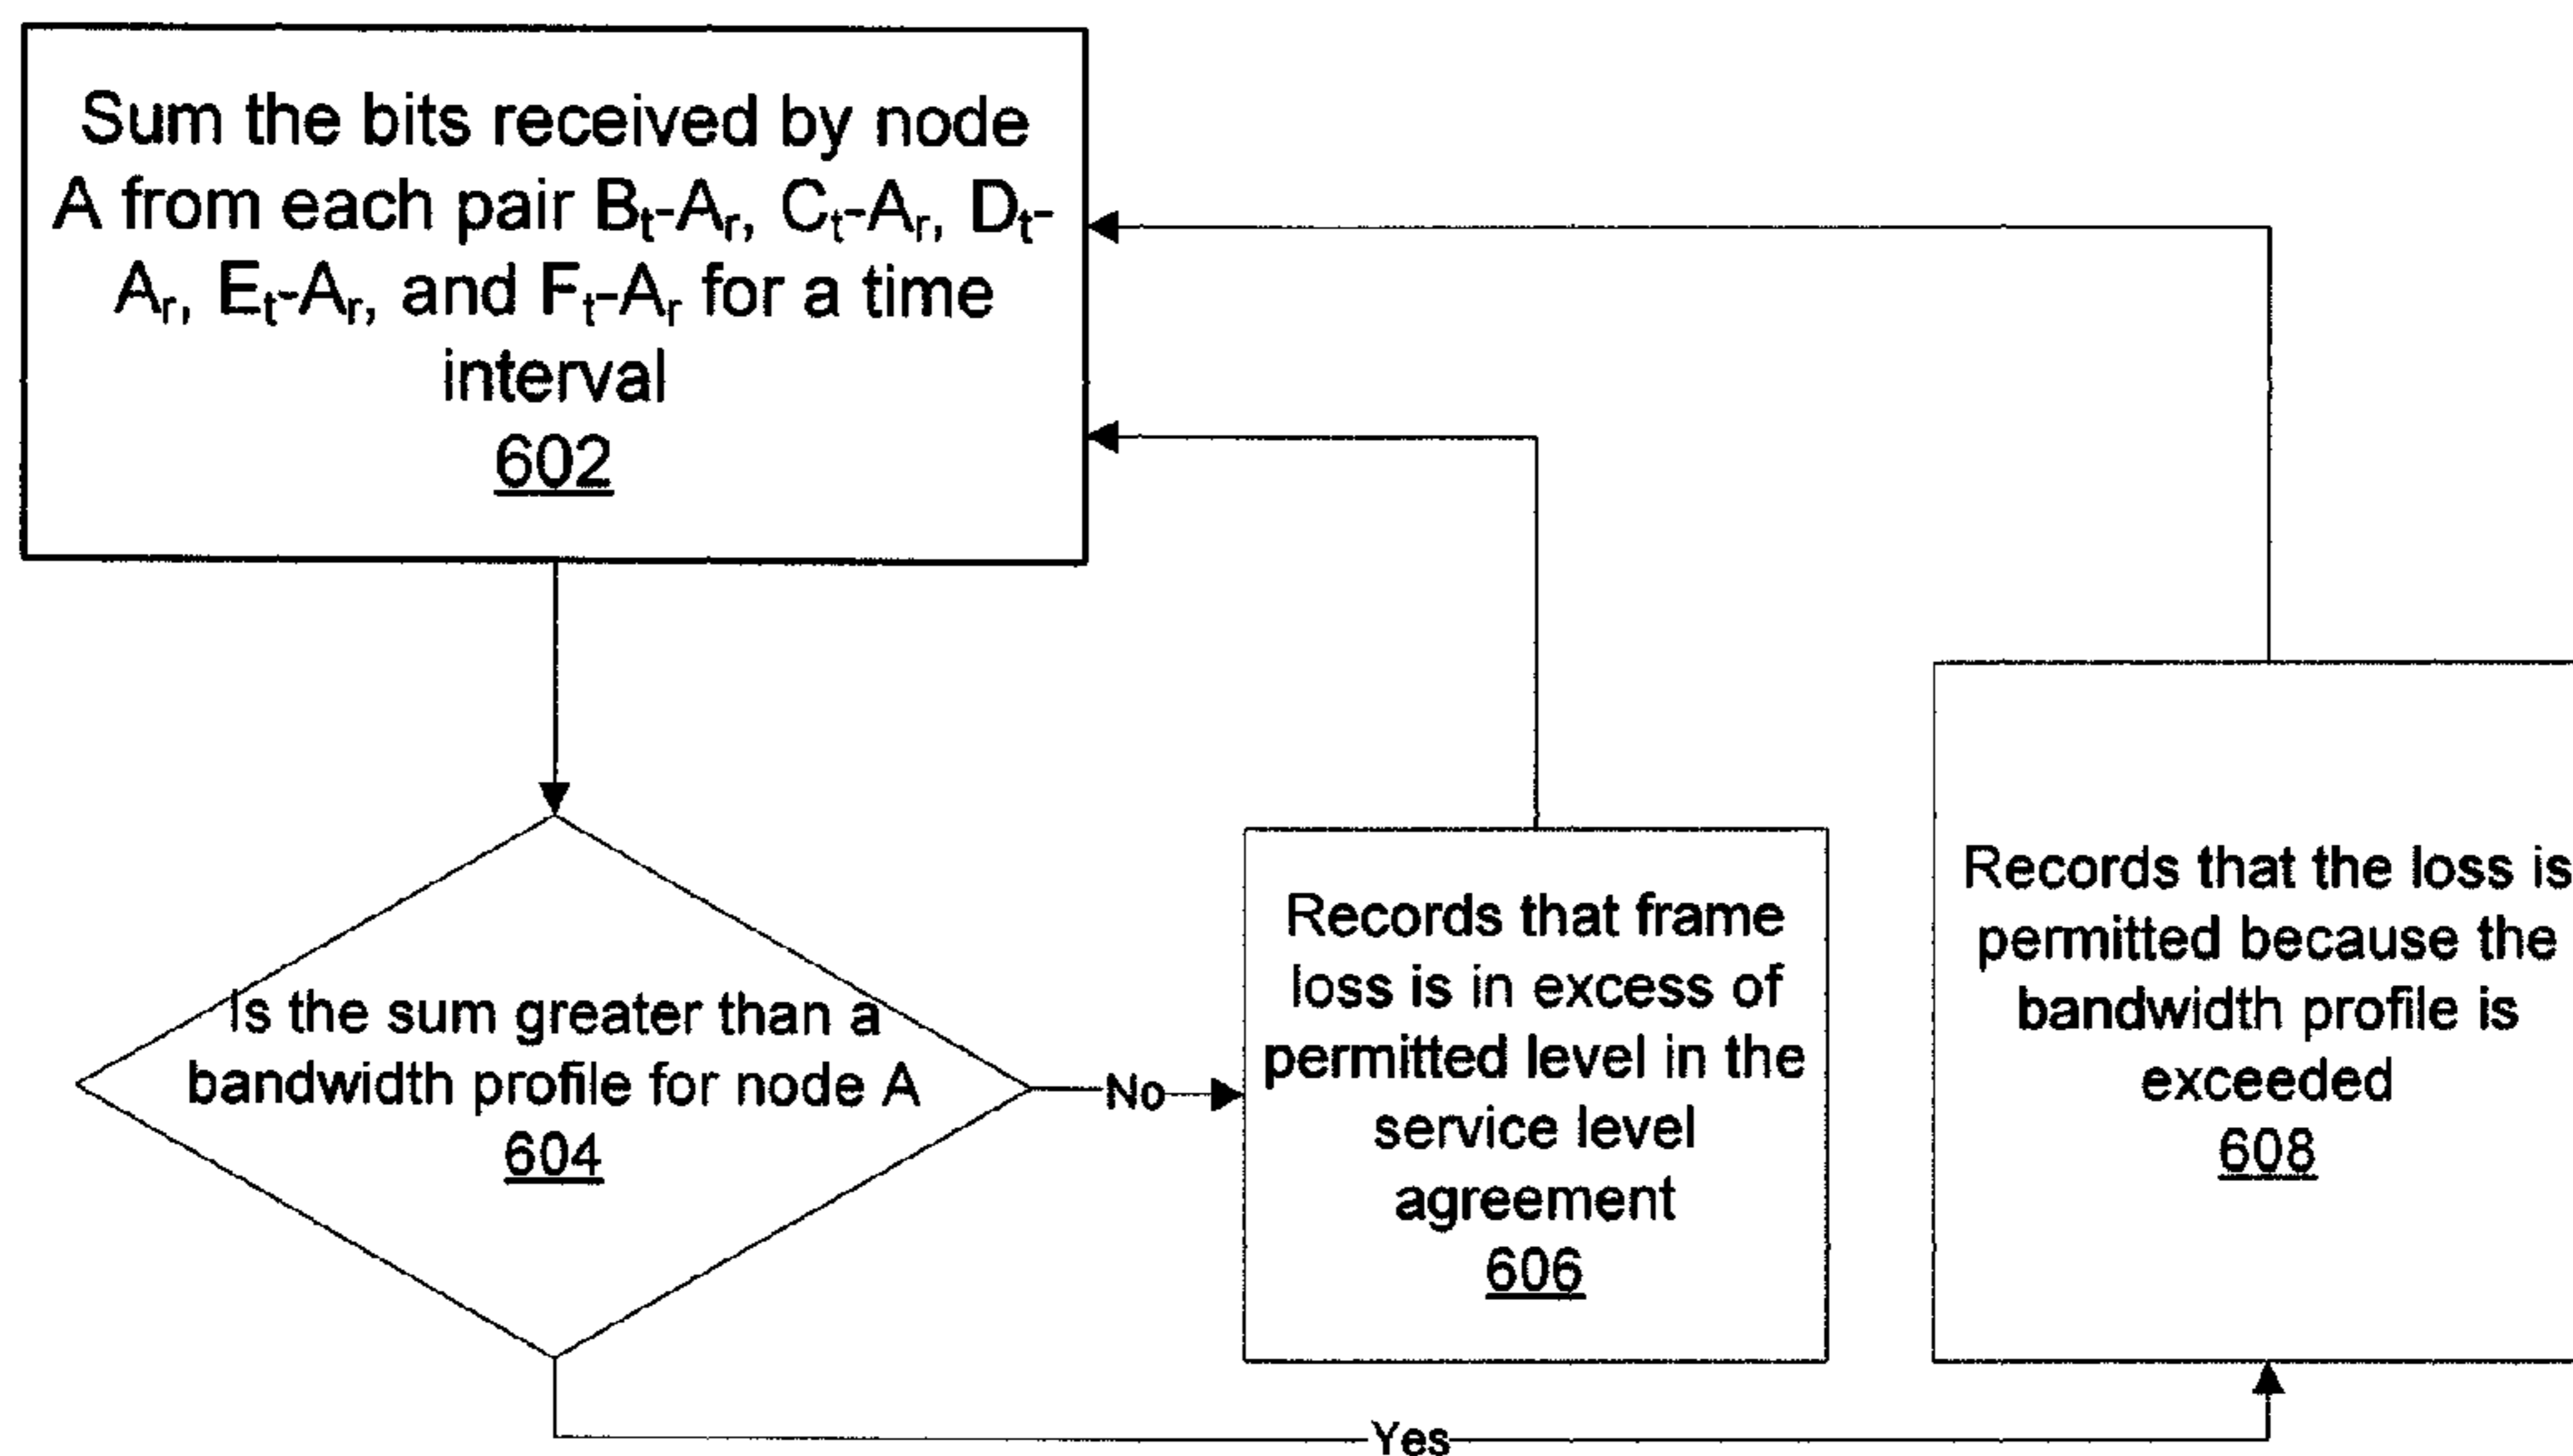 Sum the bits received by node
A from each pair Bt-Ar, Ct-Ar, Dt-
Ar, Et-Ar, and Ft-Ar for a time
interval
602
Is the sum greater than a
bandwidth profile for node A
604
No
Records that frame
loss is in excess of
permitted level in the
service level
agreement
606
Records that the loss is
permitted because the
bandwidth profile is
exceeded
608
Yes